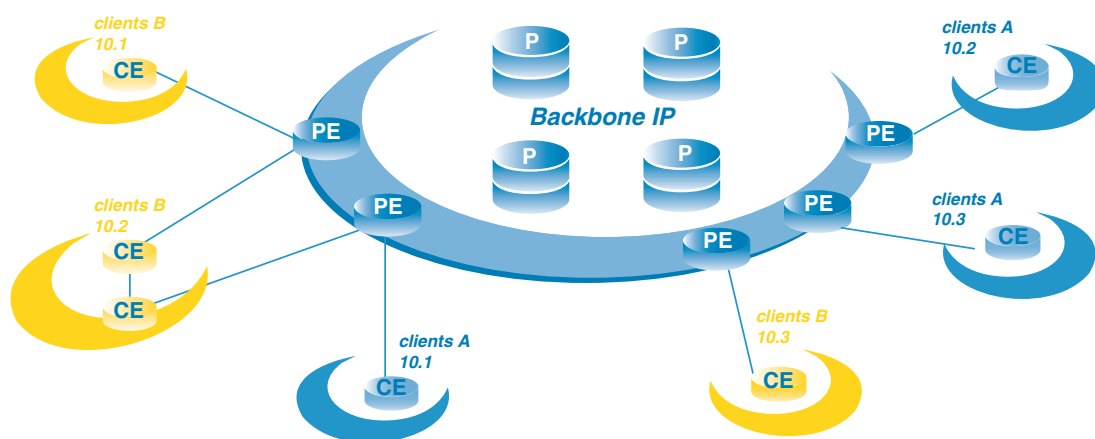 clients B
10.1
CE
clients B
10.2
CE
CE
PE
PE
clients A
10.1
CE
P
P
Backbone IP
P
P
PE
PE
PE
clients A
10.2
CE
clients A
10.3
CE
clients B
10.3
CE